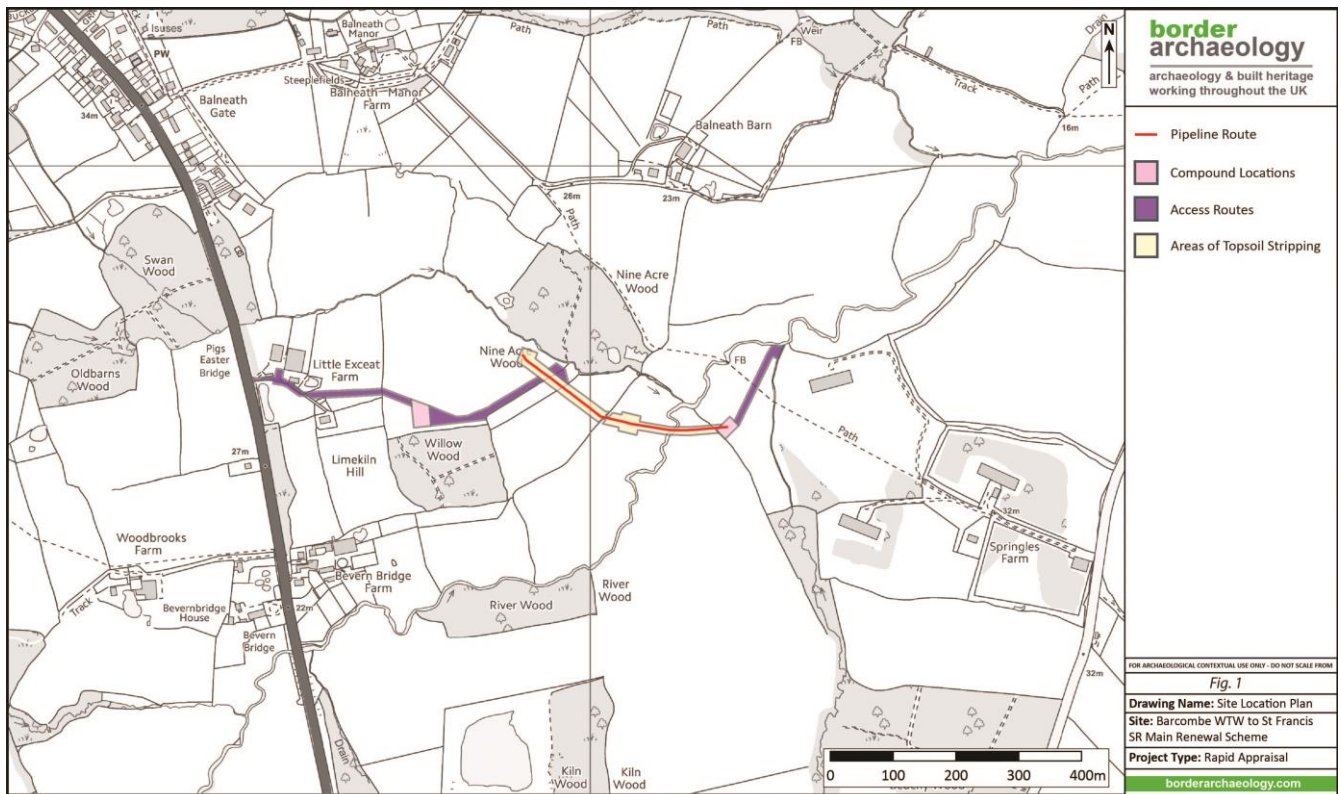 Isuses
PW
Balneath
Manor
Steeplefields
Balneath Manor
Farm
Balneath
Gate
34m
Path
Path
FB
Weir
Drain
Track
Path
16m
N
Balneath Barn
26m
23m
Path
Swan
Wood
Nine Acre
Wood
Pigs
Easter
Bridge
Oldbarns
Wood
Little Exceat
Farm
FB
27m
Limekiln
Hill
Willow
Wood
Path
Woodbrooks
Farm
32m
Springles
Farm
Bevern Bridge
Farm
Track
Bevernbridge
House
22m
Bevern
Bridge
River Wood
River
Wood
32m
Drain
Kiln
Wood
Kiln
Wood
0 100 200 300 400m
border
archaeology
archaeology & built heritage
working throughout the UK
Pipeline Route
Compound Locations
Access Routes
Areas of Topsoil Stripping
FOR ARCHAEOLOGICAL CONTEXTUAL USE ONLY - DO NOT SCALE FROM
Fig. 1
Drawing Name: Site Location Plan
Site: Barcombe WTW to St Francis
SR Main Renewal Scheme
Project Type: Rapid Appraisal
borderarchaeology.com